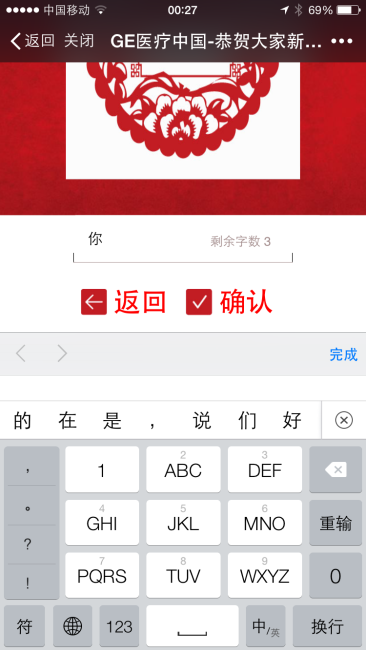 中国移动 00:27 69%
返回 关闭 GE医疗中国-恭贺大家新...
你 剩余字数 3
返回 确认
完成
的 在 是 ， 说 们 好
， 1 2 ABC 3 DEF
。 4 GHI 5 JKL 6 MNO 重输
？ 7 PQRS 8 TUV 9 WXYZ 0
！
符 123 中/英 换行